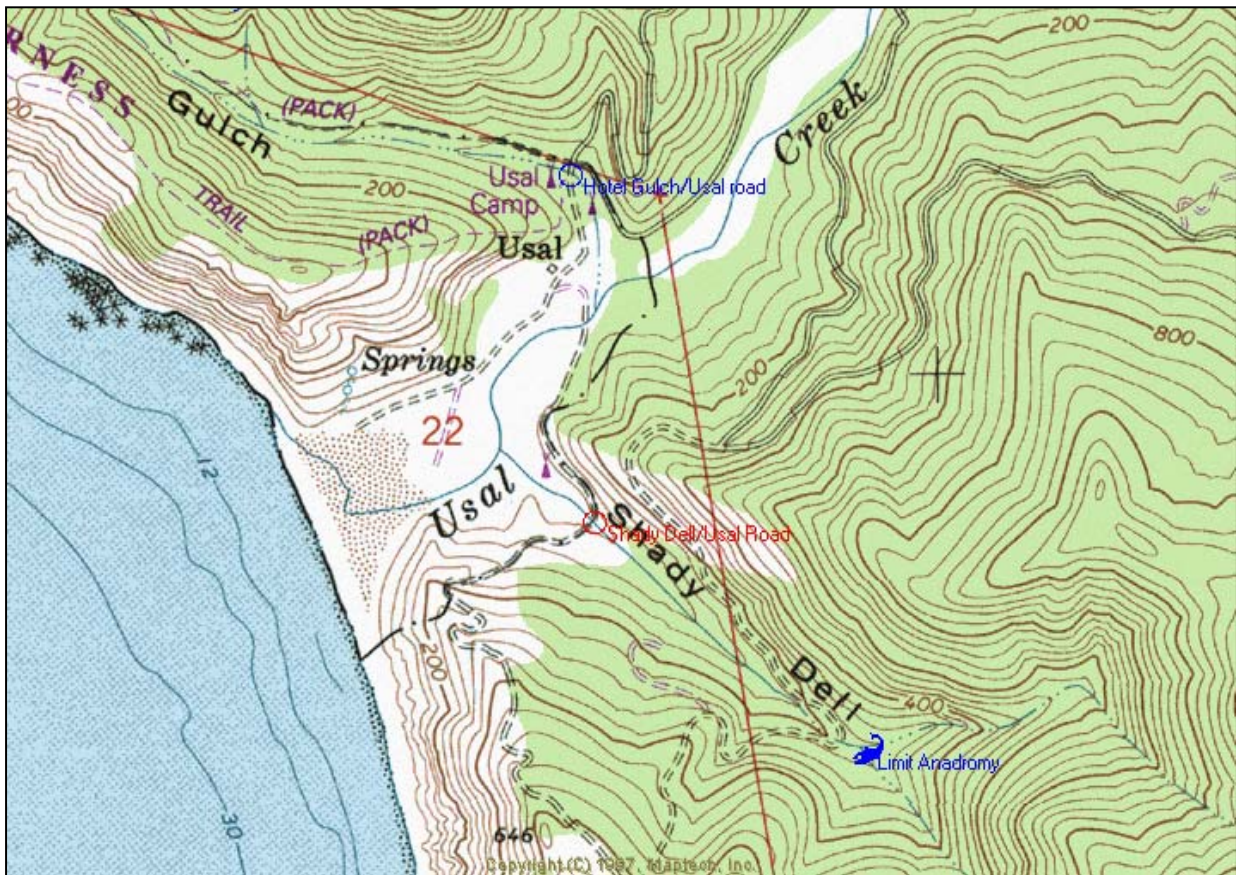 RNESS
Gulch
(PACK)
200
Creek
00
TRAIL
200
(PACK)
Usal
Camp
Hotel Gulch/Usal road
Usal
Springs
200
800
12
22
Usal
Shady Dell/Usal Road
Shady
200
Dell
400
Limit Anadromy
30
646
Copyright (C) 1997, Maptech, Inc.